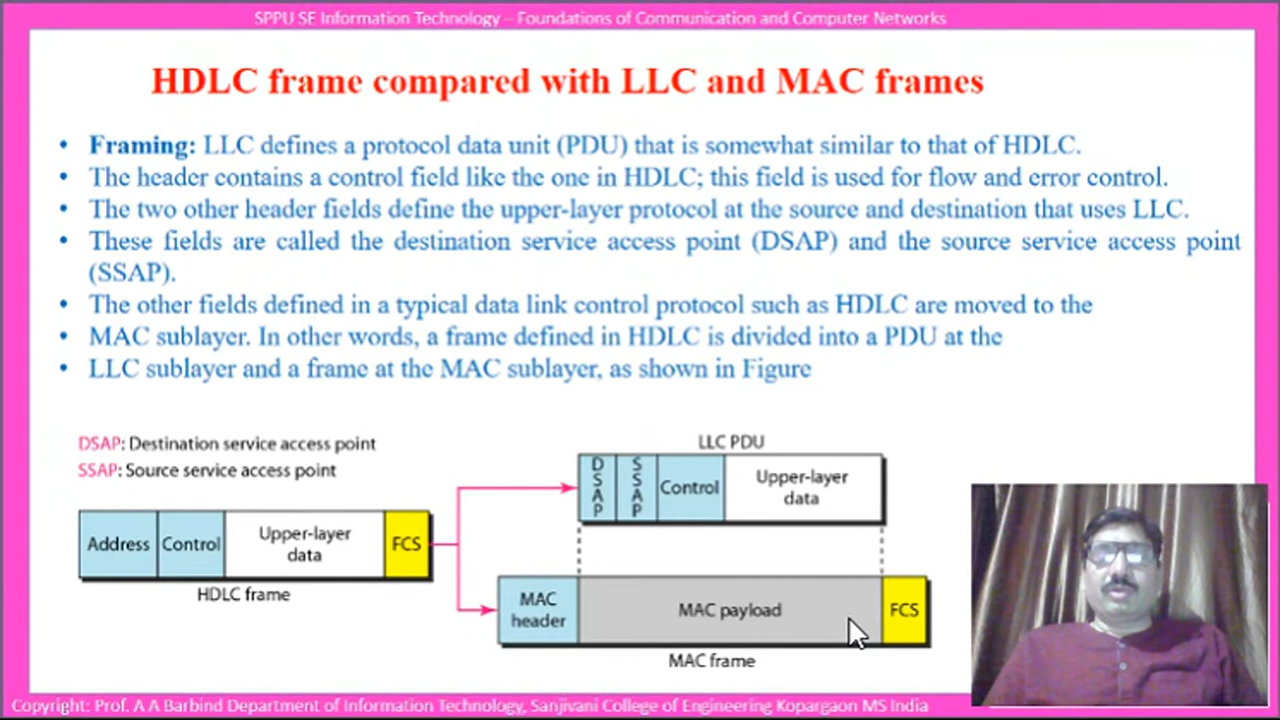 SPPU SE Information Technology – Foundations of Communication and Computer Networks
HDLC frame compared with LLC and MAC frames
• Framing: LLC defines a protocol data unit (PDU) that is somewhat similar to that of HDLC.
• The header contains a control field like the one in HDLC; this field is used for flow and error control.
• The two other header fields define the upper-layer protocol at the source and destination that uses LLC.
• These fields are called the destination service access point (DSAP) and the source service access point
(SSAP).
• The other fields defined in a typical data link control protocol such as HDLC are moved to the
• MAC sublayer. In other words, a frame defined in HDLC is divided into a PDU at the
• LLC sublayer and a frame at the MAC sublayer, as shown in Figure
DSAP: Destination service access point
SSAP: Source service access point
LLC PDU
DSAP
SSAP
Control
Upper-layer
data
Address
Control
Upper-layer
data
FCS
HDLC frame
MAC
header
MAC payload
FCS
MAC frame
Copyright: Prof. A A Barbind Department of Information Technology, Sanjivani College of Engineering Kopargaon MS India